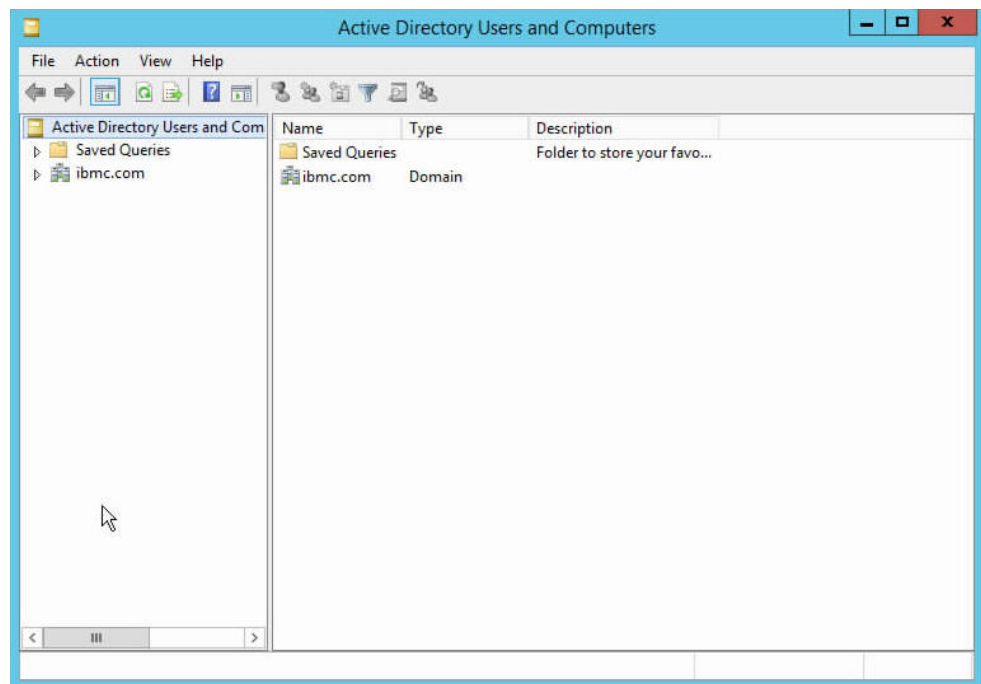 Active Directory Users and Computers
File Action View Help
Active Directory Users and Com
Saved Queries
ibmc.com
Name Type Description
Saved Queries Folder to store your favo...
ibmc.com Domain